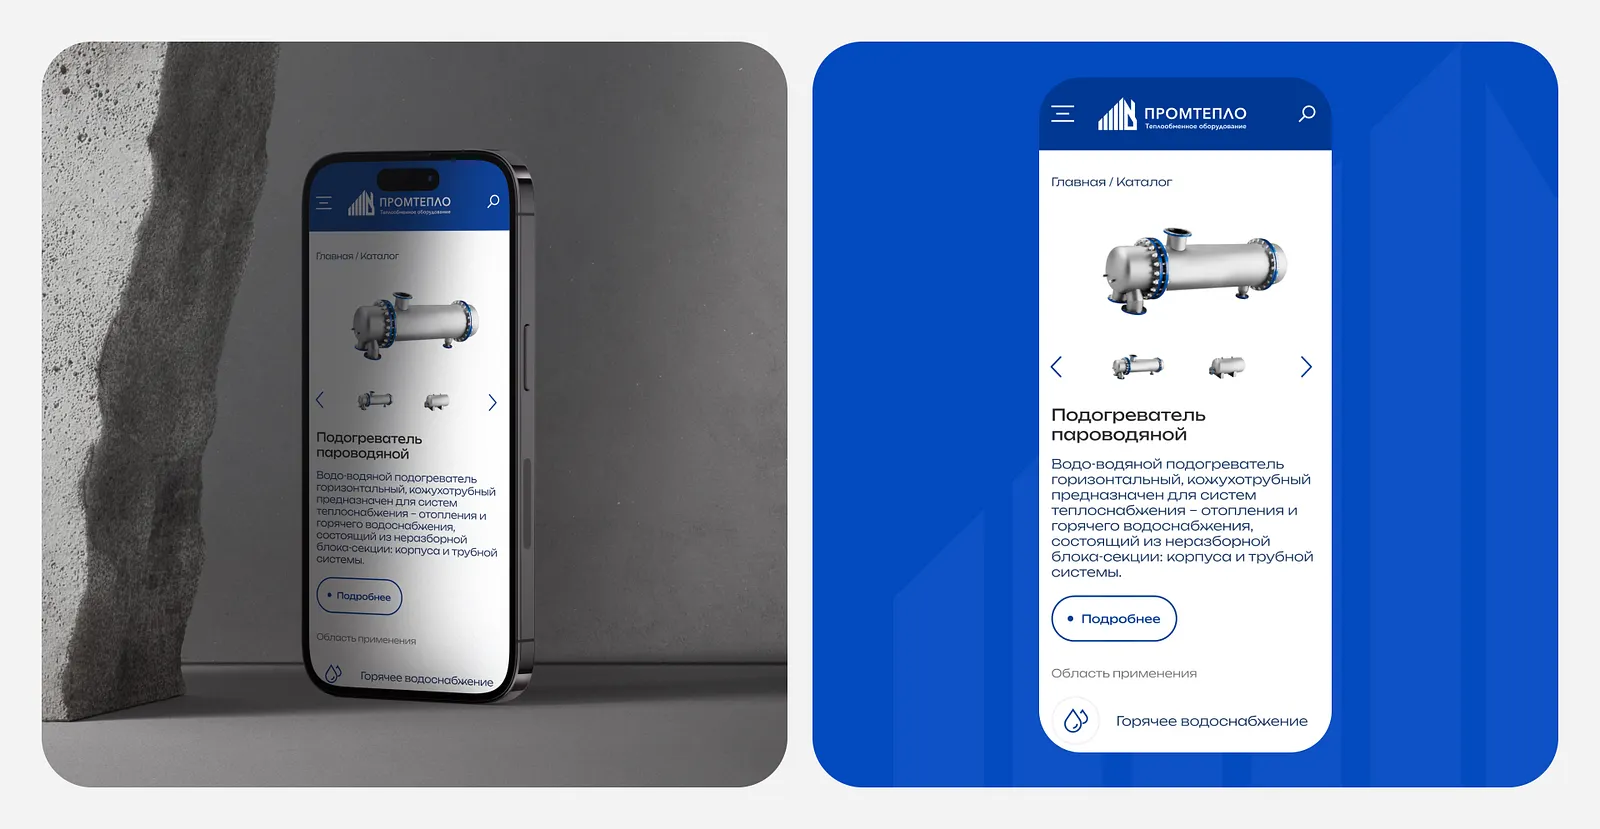 ПРОМТЕПЛО
Теплообменное оборудование
Главная / Каталог
Подогреватель
пароводяной
Водо-водяной подогреватель
горизонтальный, кожухотрубный
предназначен для систем
теплоснабжения – отопления и
горячего водоснабжения,
состоящий из неразборной
блока-секции: корпуса и трубной
системы.
Подробнее
Область применения
Горячее водоснабжение
ПРОМТЕПЛО
Теплообменное оборудование
Главная / Каталог
Подогреватель
пароводяной
Водо-водяной подогреватель
горизонтальный, кожухотрубный
предназначен для систем
теплоснабжения – отопления и
горячего водоснабжения,
состоящий из неразборной
блока-секции: корпуса и трубной
системы.
Подробнее
Область применения
Горячее водоснабжение